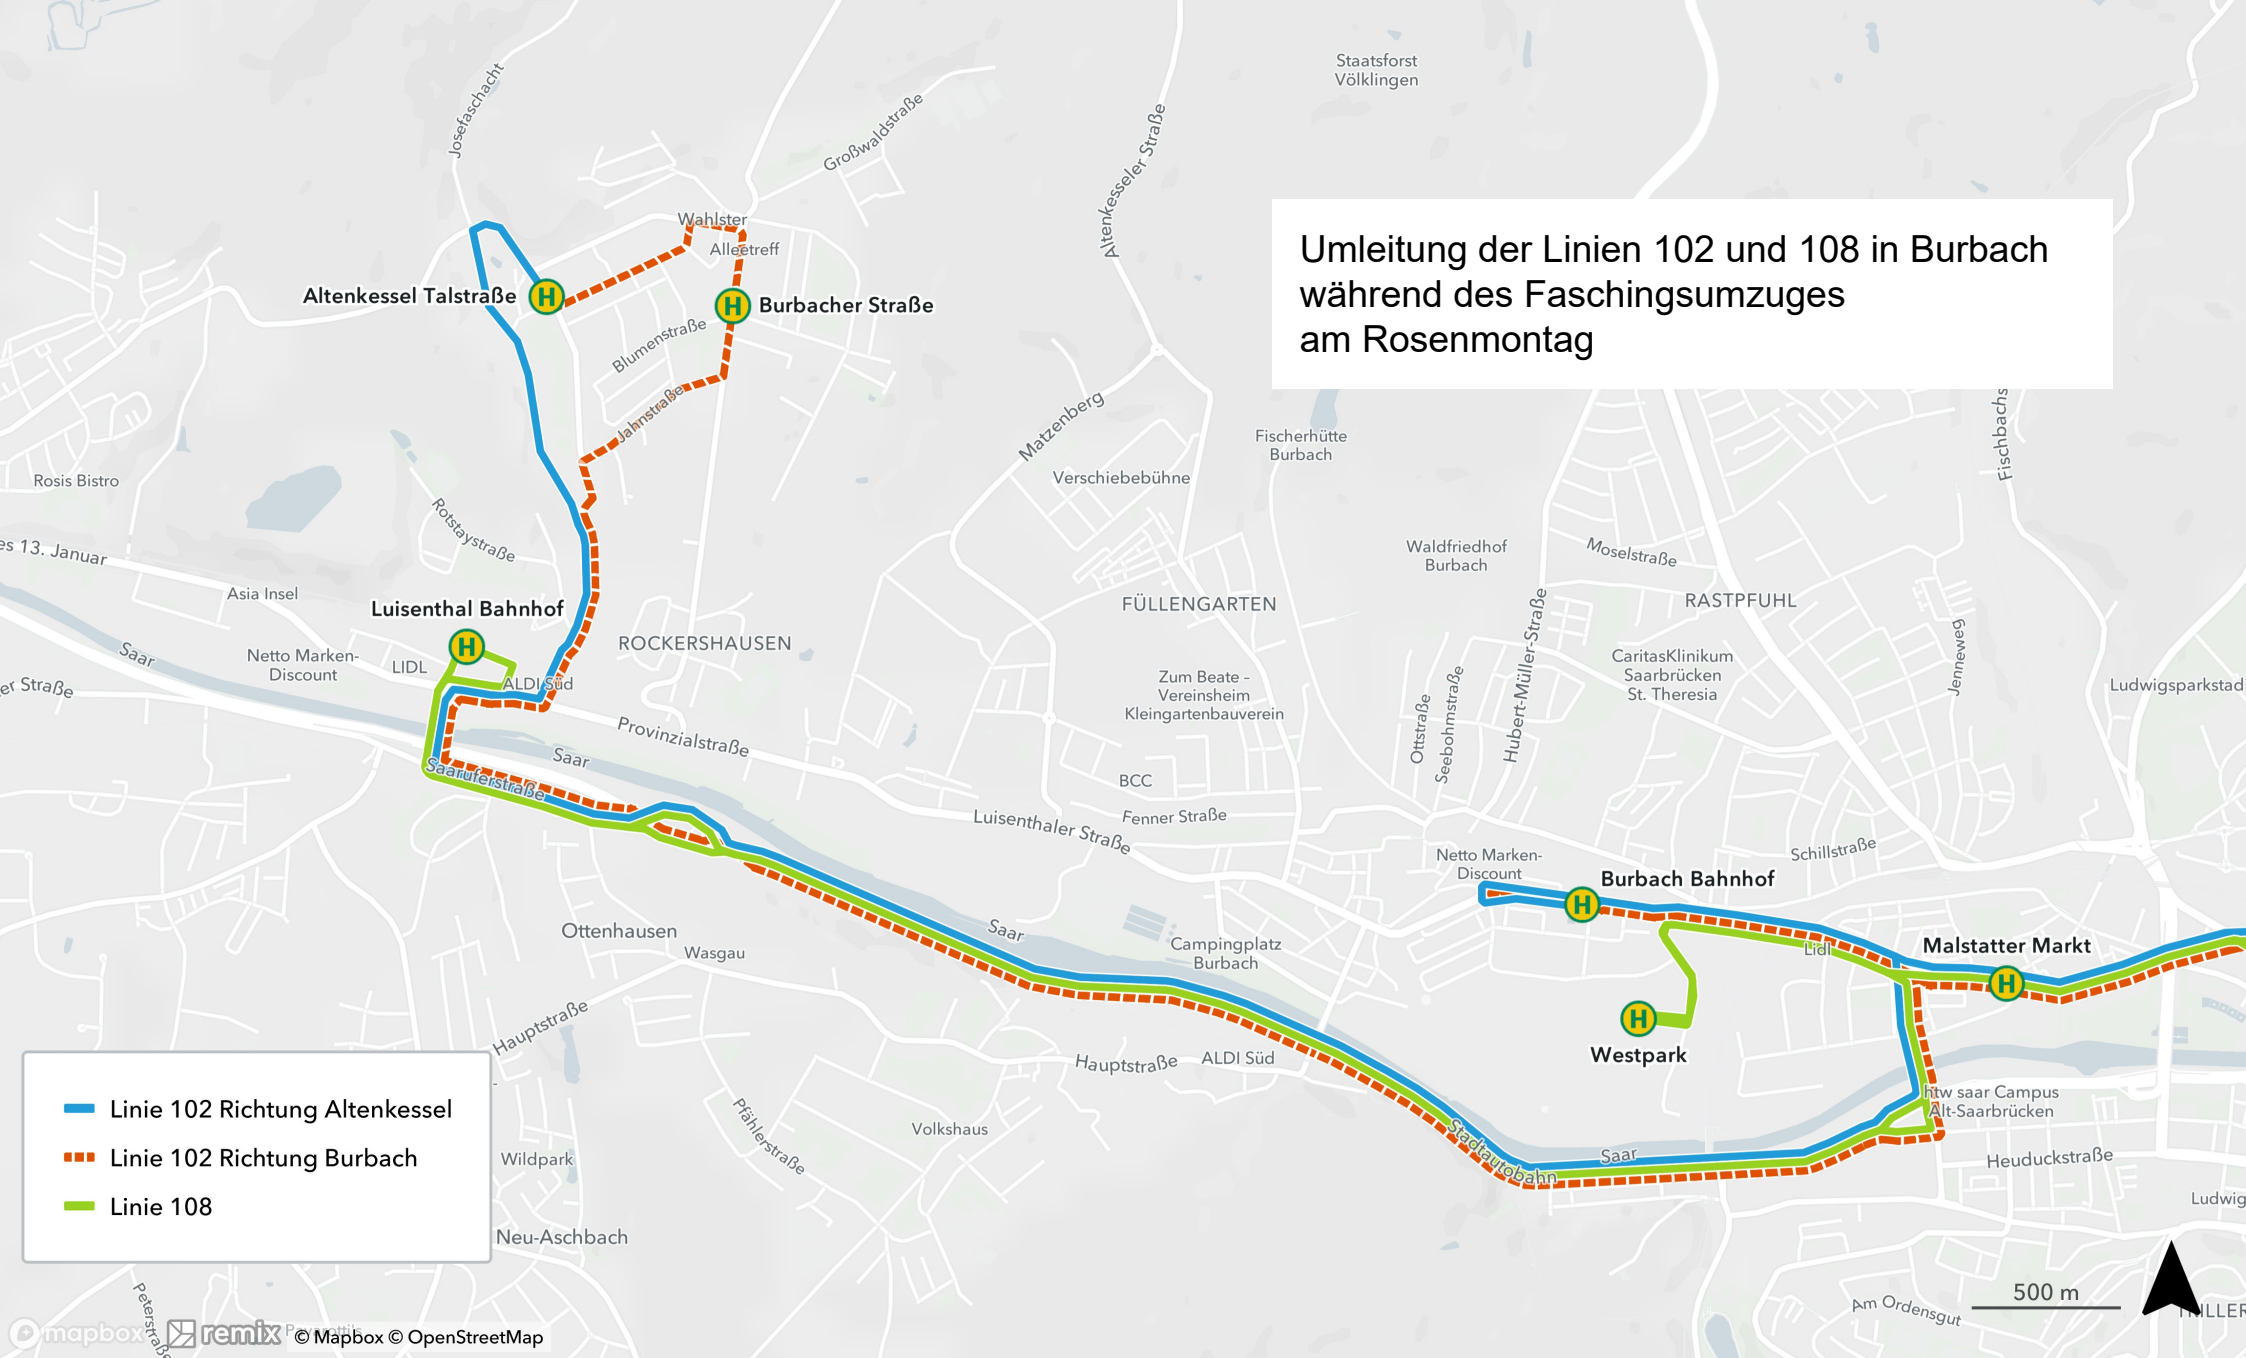 Josefaschacht
Großwaldstraße
Altenkesseler Straße
Staatsforst
Völklingen
Wahlster
Alleetreff
Altenkessel Talstraße
H
H
Burbacher Straße
Blumenstraße
Jahnstraße
Umleitung der Linien 102 und 108 in Burbach
während des Faschingsumzuges
am Rosenmontag
Matzenberg
Fischerhütte
Burbach
Fischbachs
Rosis Bistro
Verschiebebühne
Rotstaystraße
es 13. Januar
Asia Insel
Waldfriedhof
Burbach
Moselstraße
Luisenthal Bahnhof
H
FÜLLENGARTEN
RASTPFUHL
Saar
Netto Marken-
Discount
LIDL
ALDI Süd
ROCKERSHAUSEN
er Straße
Zum Beate –
Vereinsheim
Kleingartenbauverein
Ottstraße
Seebohmstraße
Hubert-Müller-Straße
CaritasKlinikum
Saarbrücken
St. Theresia
Jenneweg
Ludwigsparkstad
Provinzialstraße
Saar
Saaruferstraße
BCC
Fenner Straße
Luisenthaler Straße
Netto Marken-
Discount
Schillstraße
Burbach Bahnhof
H
Ottenhausen
Wasgau
Saar
Campingplatz
Burbach
Lidl
Malstatter Markt
H
H
Westpark
Hauptstraße
Hauptstraße
ALDI Süd
htw saar Campus
Alt-Saarbrücken
Pfählerstraße
Volkshaus
Stadtautobahn
Saar
Heuduckstraße
Ludwig
Linie 102 Richtung Altenkessel
Linie 102 Richtung Burbach
Linie 108
Wildpark
Neu-Aschbach
Peterstraße
Am Ordensgut
500 m
TRILLER
mapbox
remix
Pavarotti's
© Mapbox © OpenStreetMap